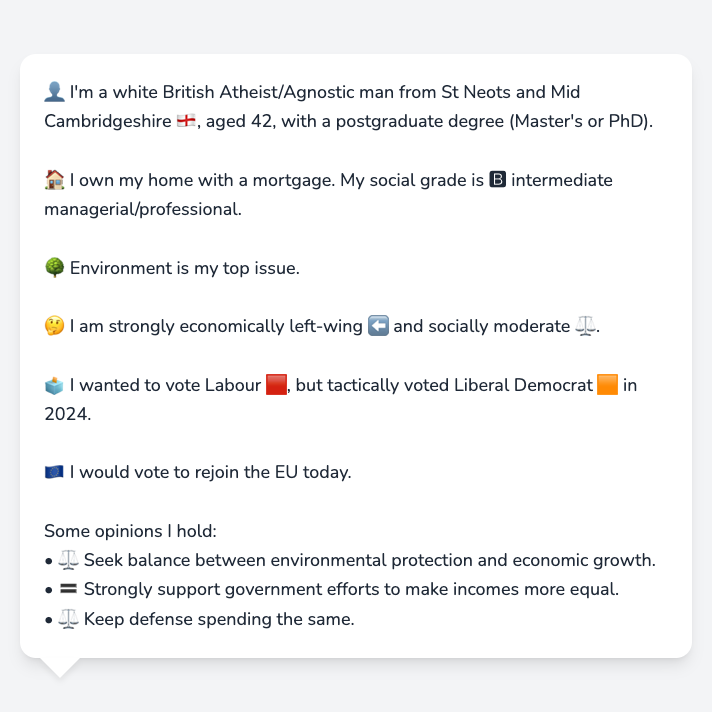 👤 I'm a white British Atheist/Agnostic man from St Neots and Mid
Cambridgeshire 🏴󠁧󠁢󠁥󠁮󠁧󠁿, aged 42, with a postgraduate degree (Master's or PhD).
🏠 I own my home with a mortgage. My social grade is 🅱 intermediate
managerial/professional.
🌳 Environment is my top issue.
🤔 I am strongly economically left-wing ⬅️ and socially moderate ⚖️.
🗳️ I wanted to vote Labour 🟥, but tactically voted Liberal Democrat 🟧 in
2024.
🇪🇺 I would vote to rejoin the EU today.
Some opinions I hold:
• ⚖️ Seek balance between environmental protection and economic growth.
• 🟰 Strongly support government efforts to make incomes more equal.
• ⚖️ Keep defense spending the same.